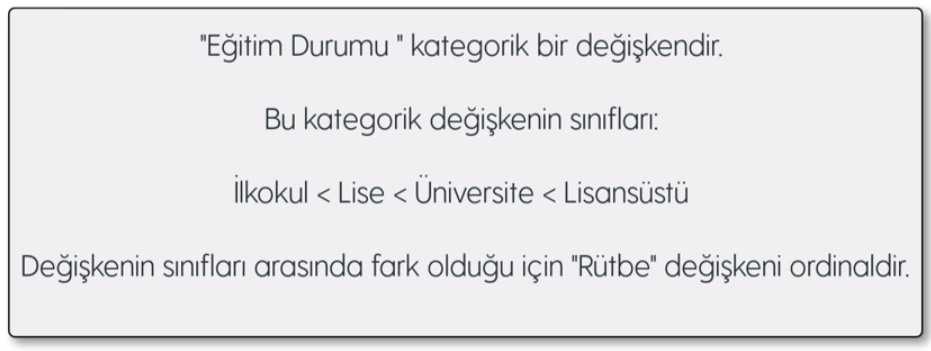 "Eğitim Durumu " kategorik bir değişkendir.
Bu kategorik değişkenin sınıfları:
İlkokul < Lise < Üniversite < Lisansüstü
Değişkenin sınıfları arasında fark olduğu için "Rütbe" değişkeni ordinaldir.